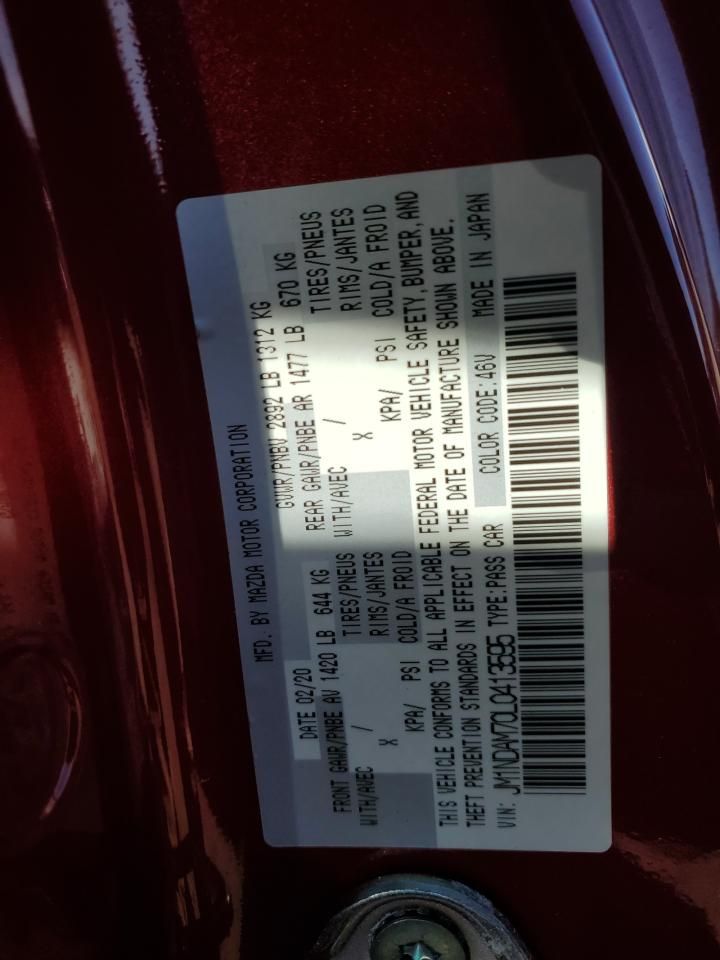 MFD. BY MAZDA MOTOR CORPORATION
DATE 02/20 GVWR/PNBV 2892 LB 1312 KG
FRONT GAWR/PNBE AV 1420 LB 644 KG REAR GAWR/PNBE AR 1477 LB 670 KG
WITH/AVEC / TIRES/PNEUS WITH/AVEC / TIRES/PNEUS
X RIMS/JANTES X RIMS/JANTES
KPA/ PSI COLD/A FROID KPA/ PSI COLD/A FROID
THIS VEHICLE CONFORMS TO ALL APPLICABLE FEDERAL MOTOR VEHICLE SAFETY, BUMPER, AND
THEFT PREVENTION STANDARDS IN EFFECT ON THE DATE OF MANUFACTURE SHOWN ABOVE.
VIN: JM1NDAM70L0413695 TYPE:PASS CAR COLOR CODE:46V MADE IN JAPAN